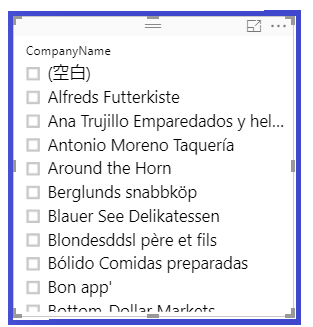 CompanyName
(空白)
Alfreds Futterkiste
Ana Trujillo Emparedados y hel...
Antonio Moreno Taquería
Around the Horn
Berglunds snabbköp
Blauer See Delikatessen
Blondesddsl père et fils
Bólido Comidas preparadas
Bon app'
Bottom-Dollar Markets